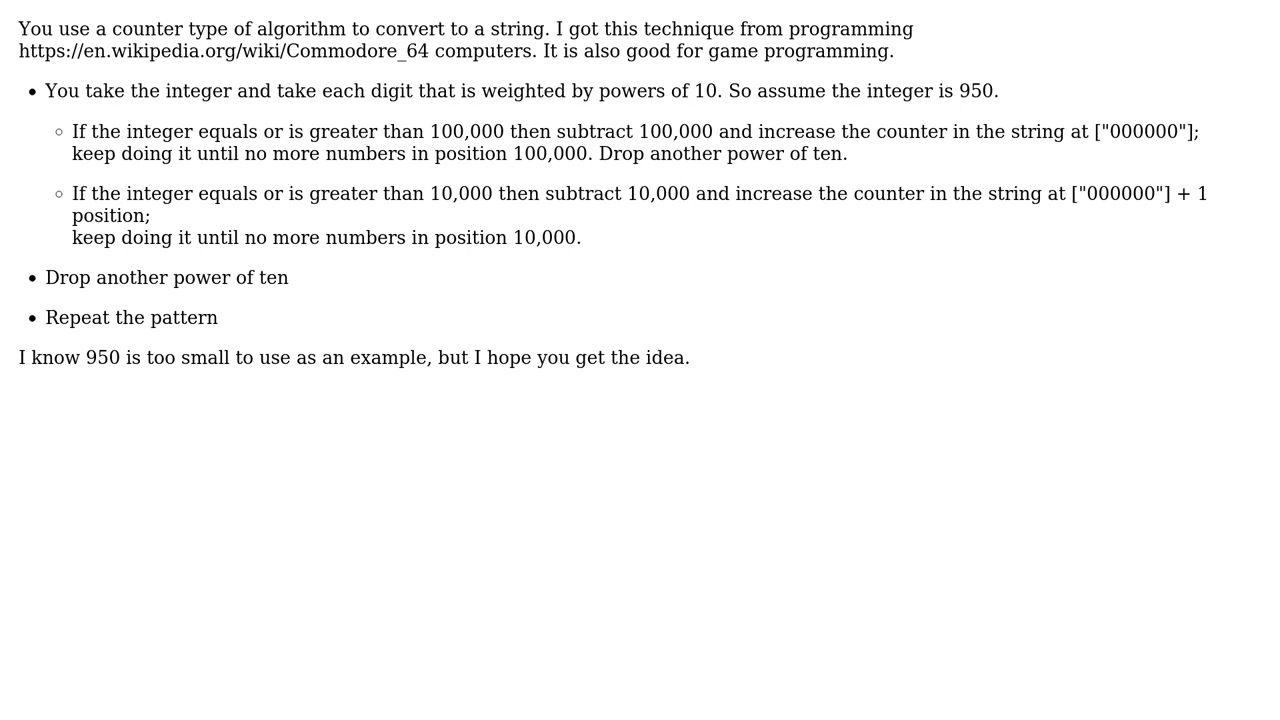 You use a counter type of algorithm to convert to a string. I got this technique from programming
https://en.wikipedia.org/wiki/Commodore_64 computers. It is also good for game programming.
• You take the integer and take each digit that is weighted by powers of 10. So assume the integer is 950.
◦ If the integer equals or is greater than 100,000 then subtract 100,000 and increase the counter in the string at ["000000"];
keep doing it until no more numbers in position 100,000. Drop another power of ten.
◦ If the integer equals or is greater than 10,000 then subtract 10,000 and increase the counter in the string at ["000000"] + 1
position;
keep doing it until no more numbers in position 10,000.
• Drop another power of ten
• Repeat the pattern
I know 950 is too small to use as an example, but I hope you get the idea.